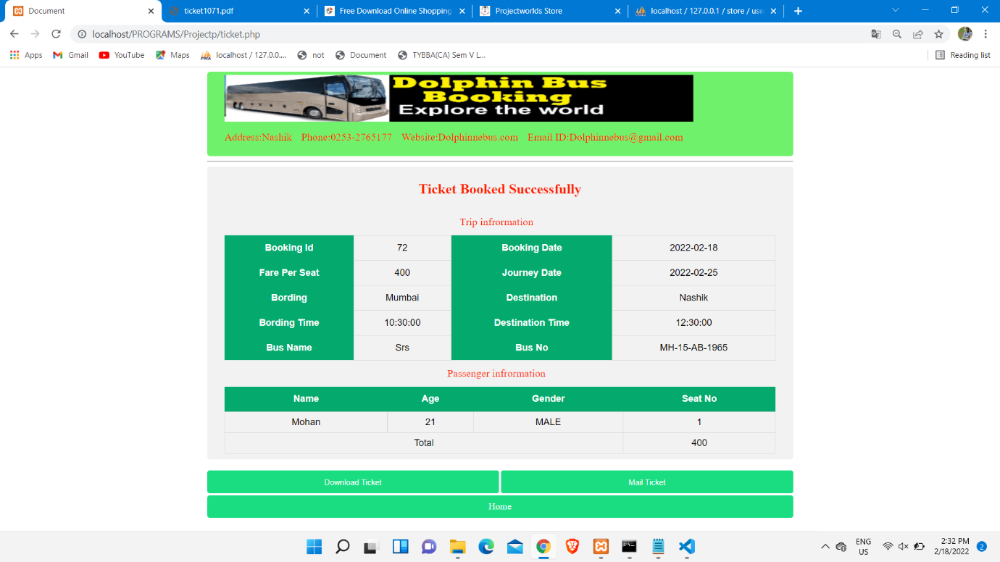 Document
ticket1071.pdf
Free Download Online Shopping
Projectworlds Store
localhost / 127.0.0.1 / store / use
localhost/PROGRAMS/Projectp/ticket.php
Apps
Gmail
YouTube
Maps
localhost / 127.0.0....
not
Document
TYBBA(CA) Sem V L...
Reading list
Dolphin Bus
Booking
Explore the world
Address:Nashik Phone:0253-2765177 Website:Dolphinnebus.com Email ID:Dolphinnebus@gmail.com
Ticket Booked Successfully
Trip infrormation
Booking Id 72 Booking Date 2022-02-18
Fare Per Seat 400 Journey Date 2022-02-25
Bording Mumbai Destination Nashik
Bording Time 10:30:00 Destination Time 12:30:00
Bus Name Srs Bus No MH-15-AB-1965
Passenger infrormation
Name Age Gender Seat No
Mohan 21 MALE 1
Total 400
Download Ticket Mail Ticket
Home
ENG
US
2:32 PM
2/18/2022
2